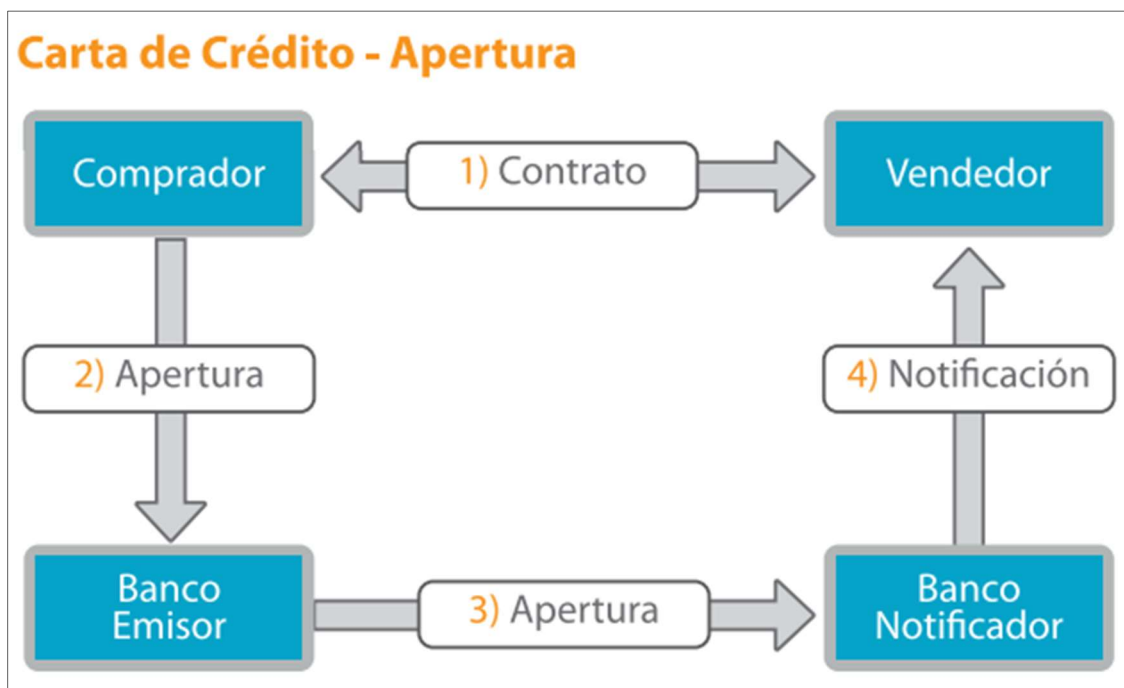 Carta de Crédito - Apertura
Comprador
1) Contrato
Vendedor
2) Apertura
4) Notificación
Banco
Emisor
3) Apertura
Banco
Notificador